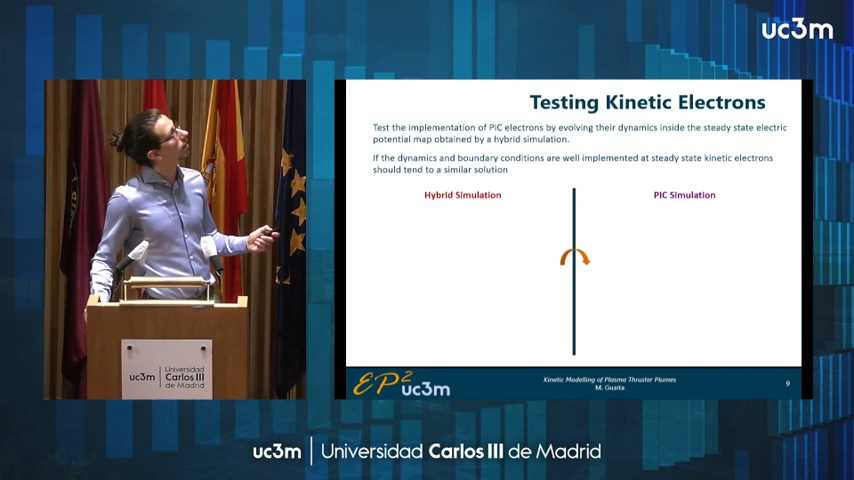 uc3m
Testing Kinetic Electrons
Test the implementation of PIC electrons by evolving their dynamics inside the steady state electric
potential map obtained by a hybrid simulation.
If the dynamics and boundary conditions are well implemented at steady state kinetic electrons
should tend to a similar solution
Hybrid Simulation
PIC Simulation
uc3m
Universidad
Carlos III
de Madrid
EP2
uc3m
Kinetic Modelling of Plasma Thruster Plumes
M. Guaita
9
uc3m | Universidad Carlos III de Madrid